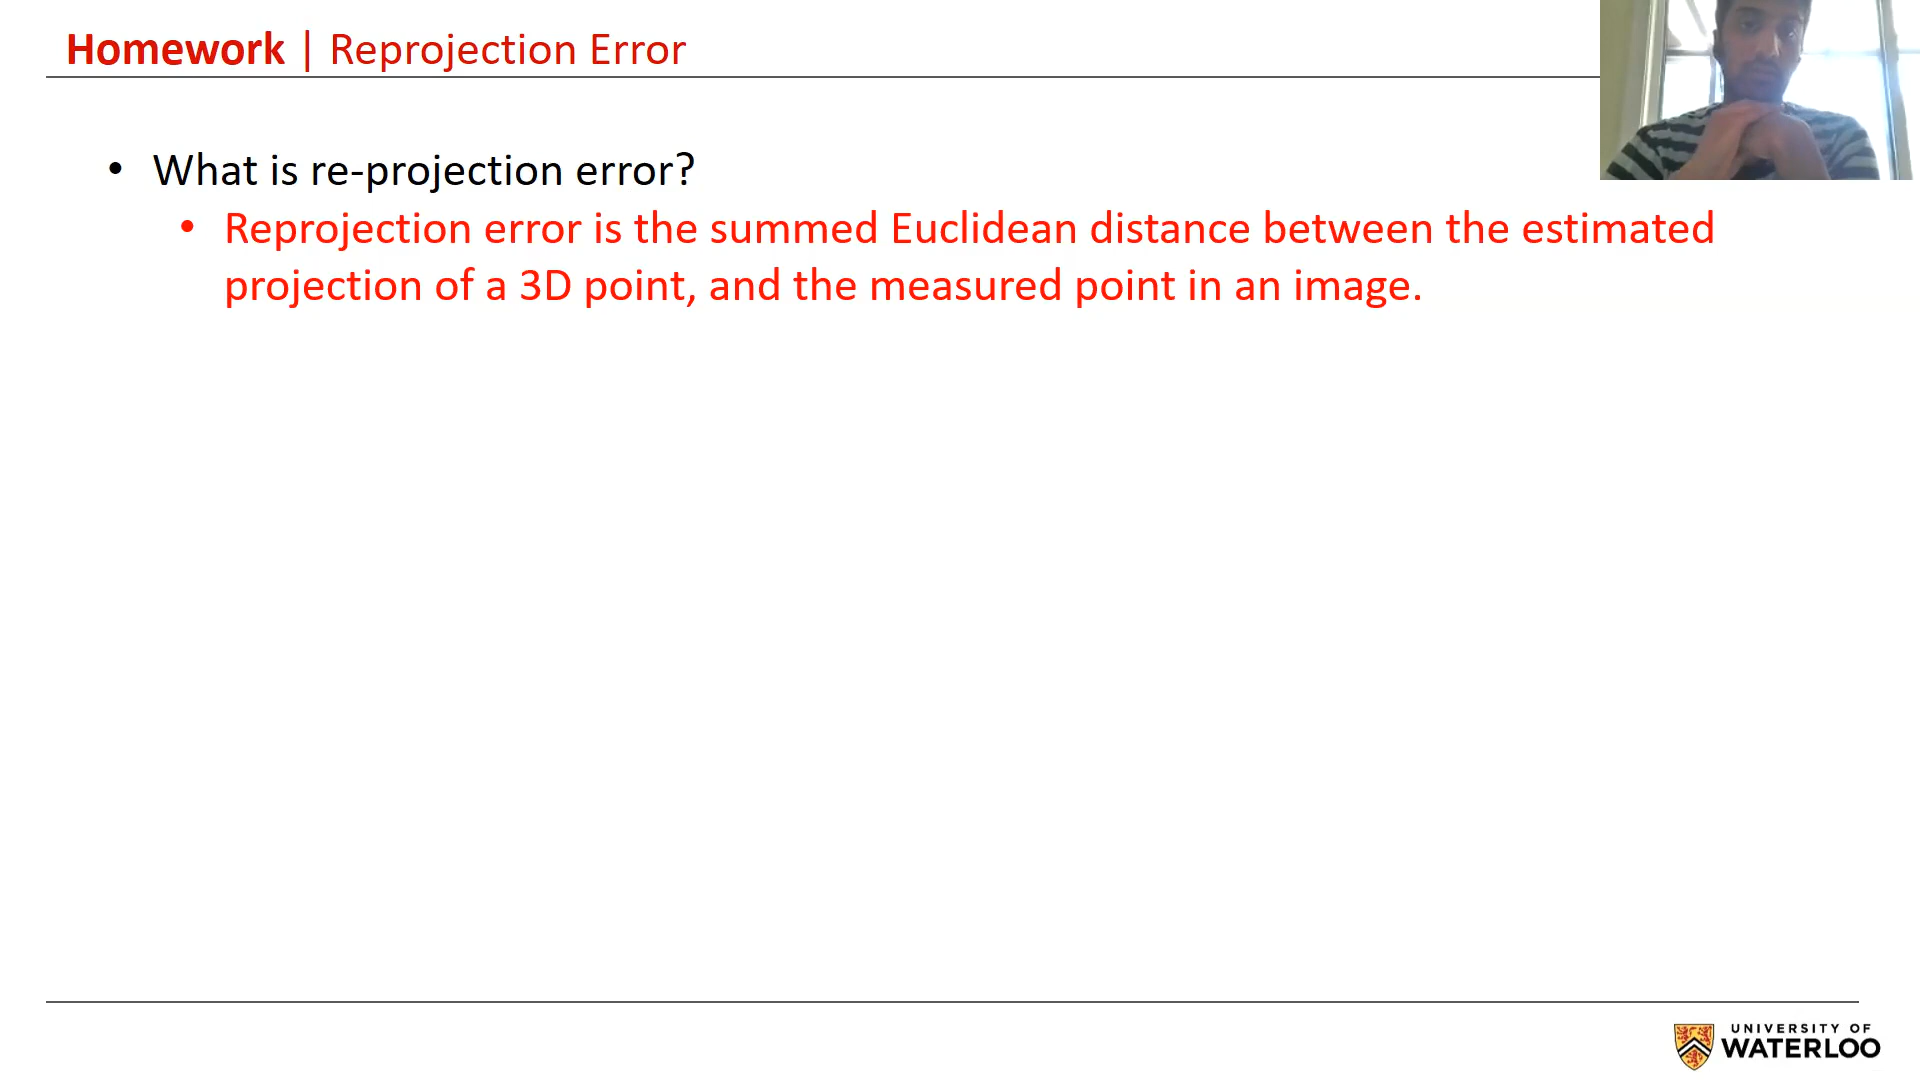 Homework | Reprojection Error
• What is re-projection error?
• Reprojection error is the summed Euclidean distance between the estimated
projection of a 3D point, and the measured point in an image.
UNIVERSITY OF
WATERLOO